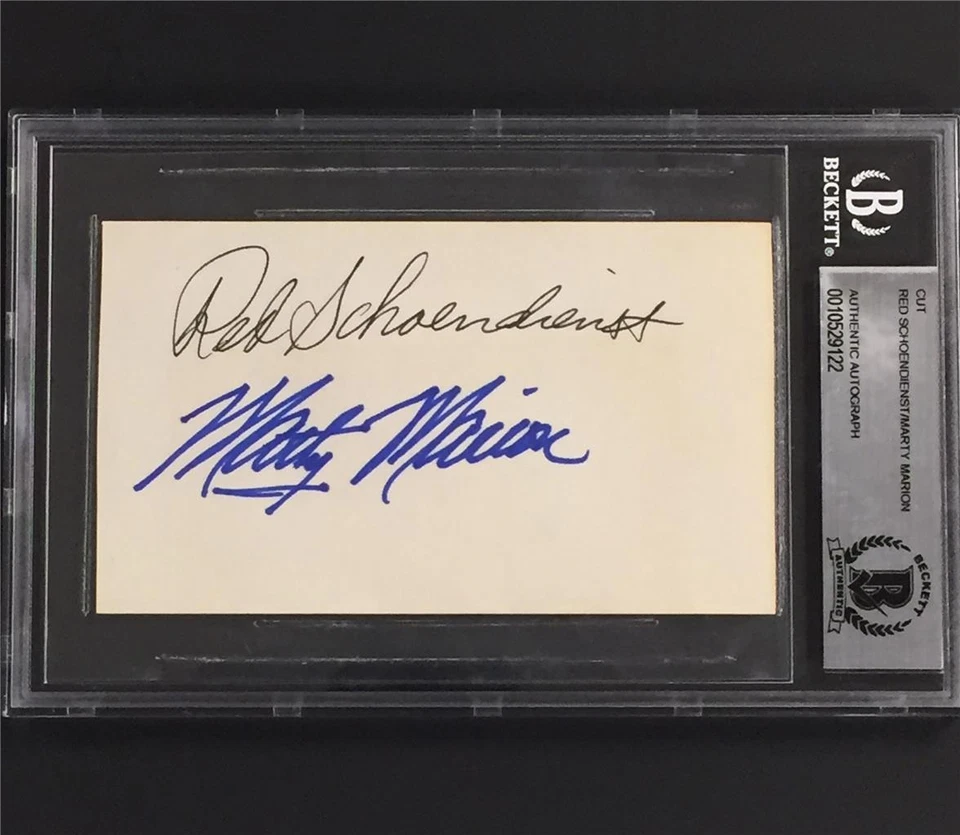 Red Schoendienst
Marty Marion
B
BECKETT®
CUT
RED SCHOENDIENST/MARTY MARION
AUTHENTIC AUTOGRAPH
0010529122
BECKETT
B
AUTHENTIC